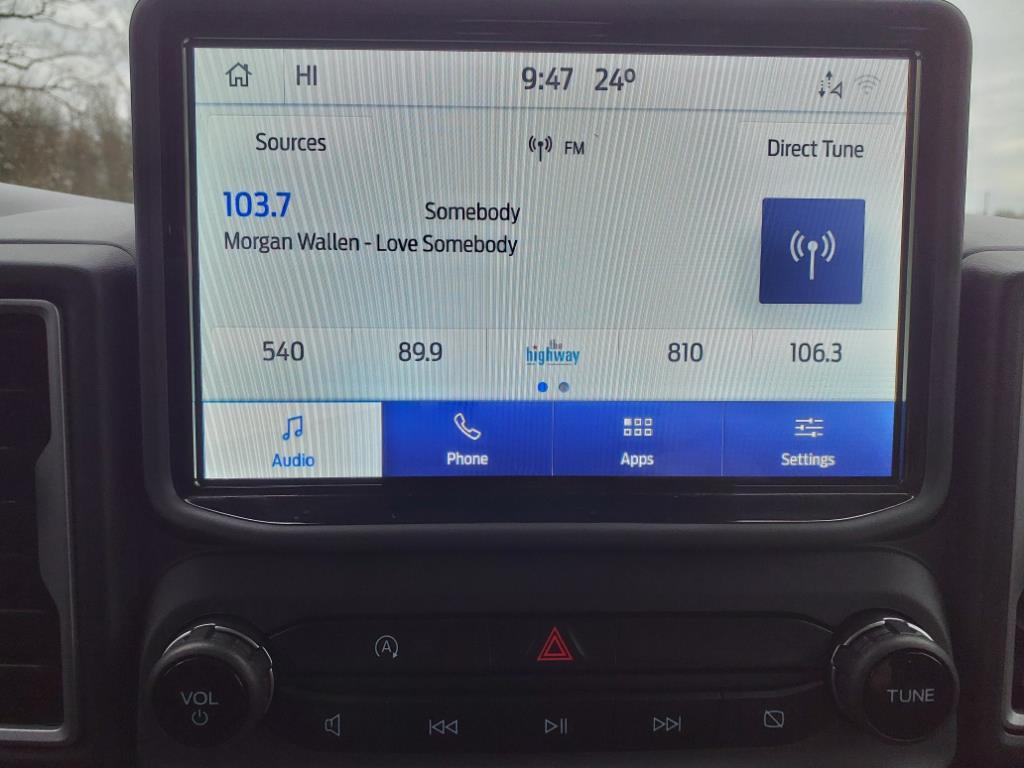 HI 9:47 24º
Sources FM Direct Tune
103.7 Somebody
Morgan Wallen - Love Somebody
540 89.9 the highway 810 106.3
Audio Phone Apps Settings
A
VOL TUNE